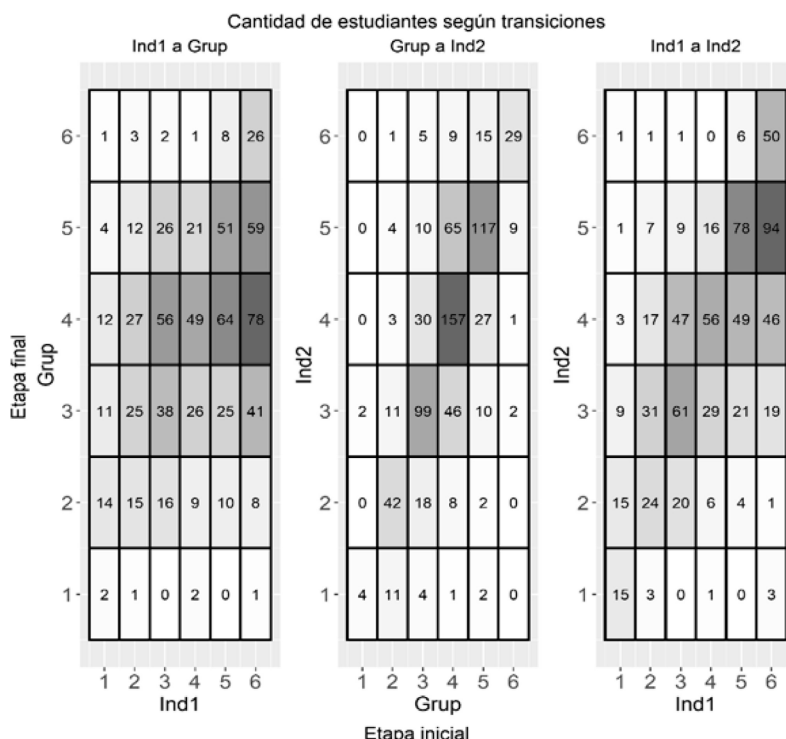 Cantidad de estudiantes según transiciones
Ind1 a Grup Grup a Ind2 Ind1 a Ind2
6 1 3 2 1 8 26 6 0 1 5 9 15 29 6 1 1 1 0 6 50
5 4 12 26 21 51 59 5 0 4 10 65 117 9 5 1 7 9 16 78 94
4 12 27 56 49 64 78 4 0 3 30 157 27 1 4 3 17 47 56 49 46
3 11 25 38 26 25 41 3 2 11 99 46 10 2 3 9 31 61 29 21 19
2 14 15 16 9 10 8 2 0 42 18 8 2 0 2 15 24 20 6 4 1
1 2 1 0 2 0 1 1 4 11 4 1 2 0 1 15 3 0 1 0 3
1 2 3 4 5 6 1 2 3 4 5 6 1 2 3 4 5 6
Ind1 Grup Ind1
Etapa inicial
Etapa final
Grup
Ind2
Ind2